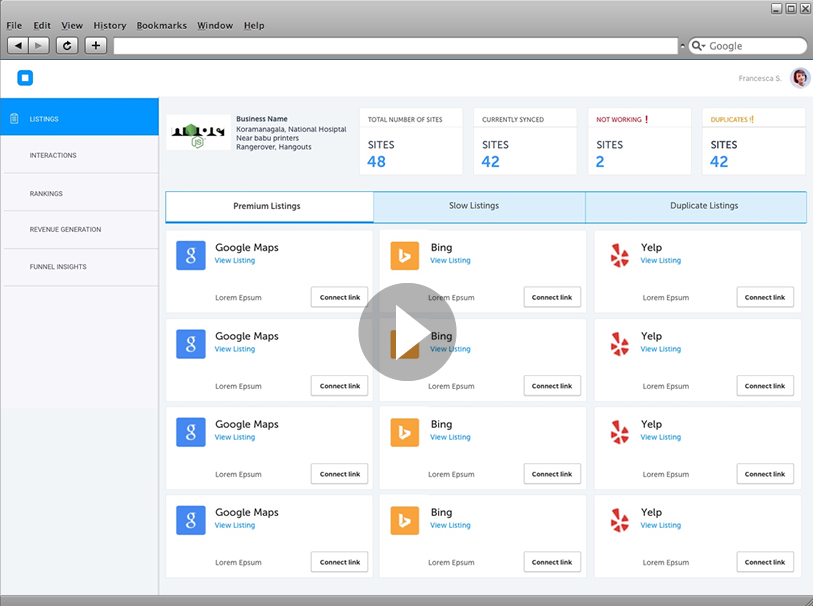 File Edit View History Bookmarks Window Help
Google
Francesca S.
LISTINGS
INTERACTIONS
RANKINGS
REVENUE GENERATION
FUNNEL INSIGHTS
Business Name
Koramanagala, National Hosiptal
Near babu printers
Rangerover, Hangouts
TOTAL NUMBER OF SITES
SITES
48
CURRENTLY SYNCED
SITES
42
NOT WORKING !
SITES
2
DUPLICATES !
SITES
42
Premium Listings Slow Listings Duplicate Listings
Google Maps Bing Yelp
View Listing View Listing View Listing
Lorem Epsum Connect link Lorem Epsum Connect link Lorem Epsum Connect link
Google Maps Bing Yelp
View Listing View Listing View Listing
Lorem Epsum Connect link Lorem Epsum Connect link Lorem Epsum Connect link
Google Maps Bing Yelp
View Listing View Listing View Listing
Lorem Epsum Connect link Lorem Epsum Connect link Lorem Epsum Connect link
Google Maps Bing Yelp
View Listing View Listing View Listing
Lorem Epsum Connect link Lorem Epsum Connect link Lorem Epsum Connect link